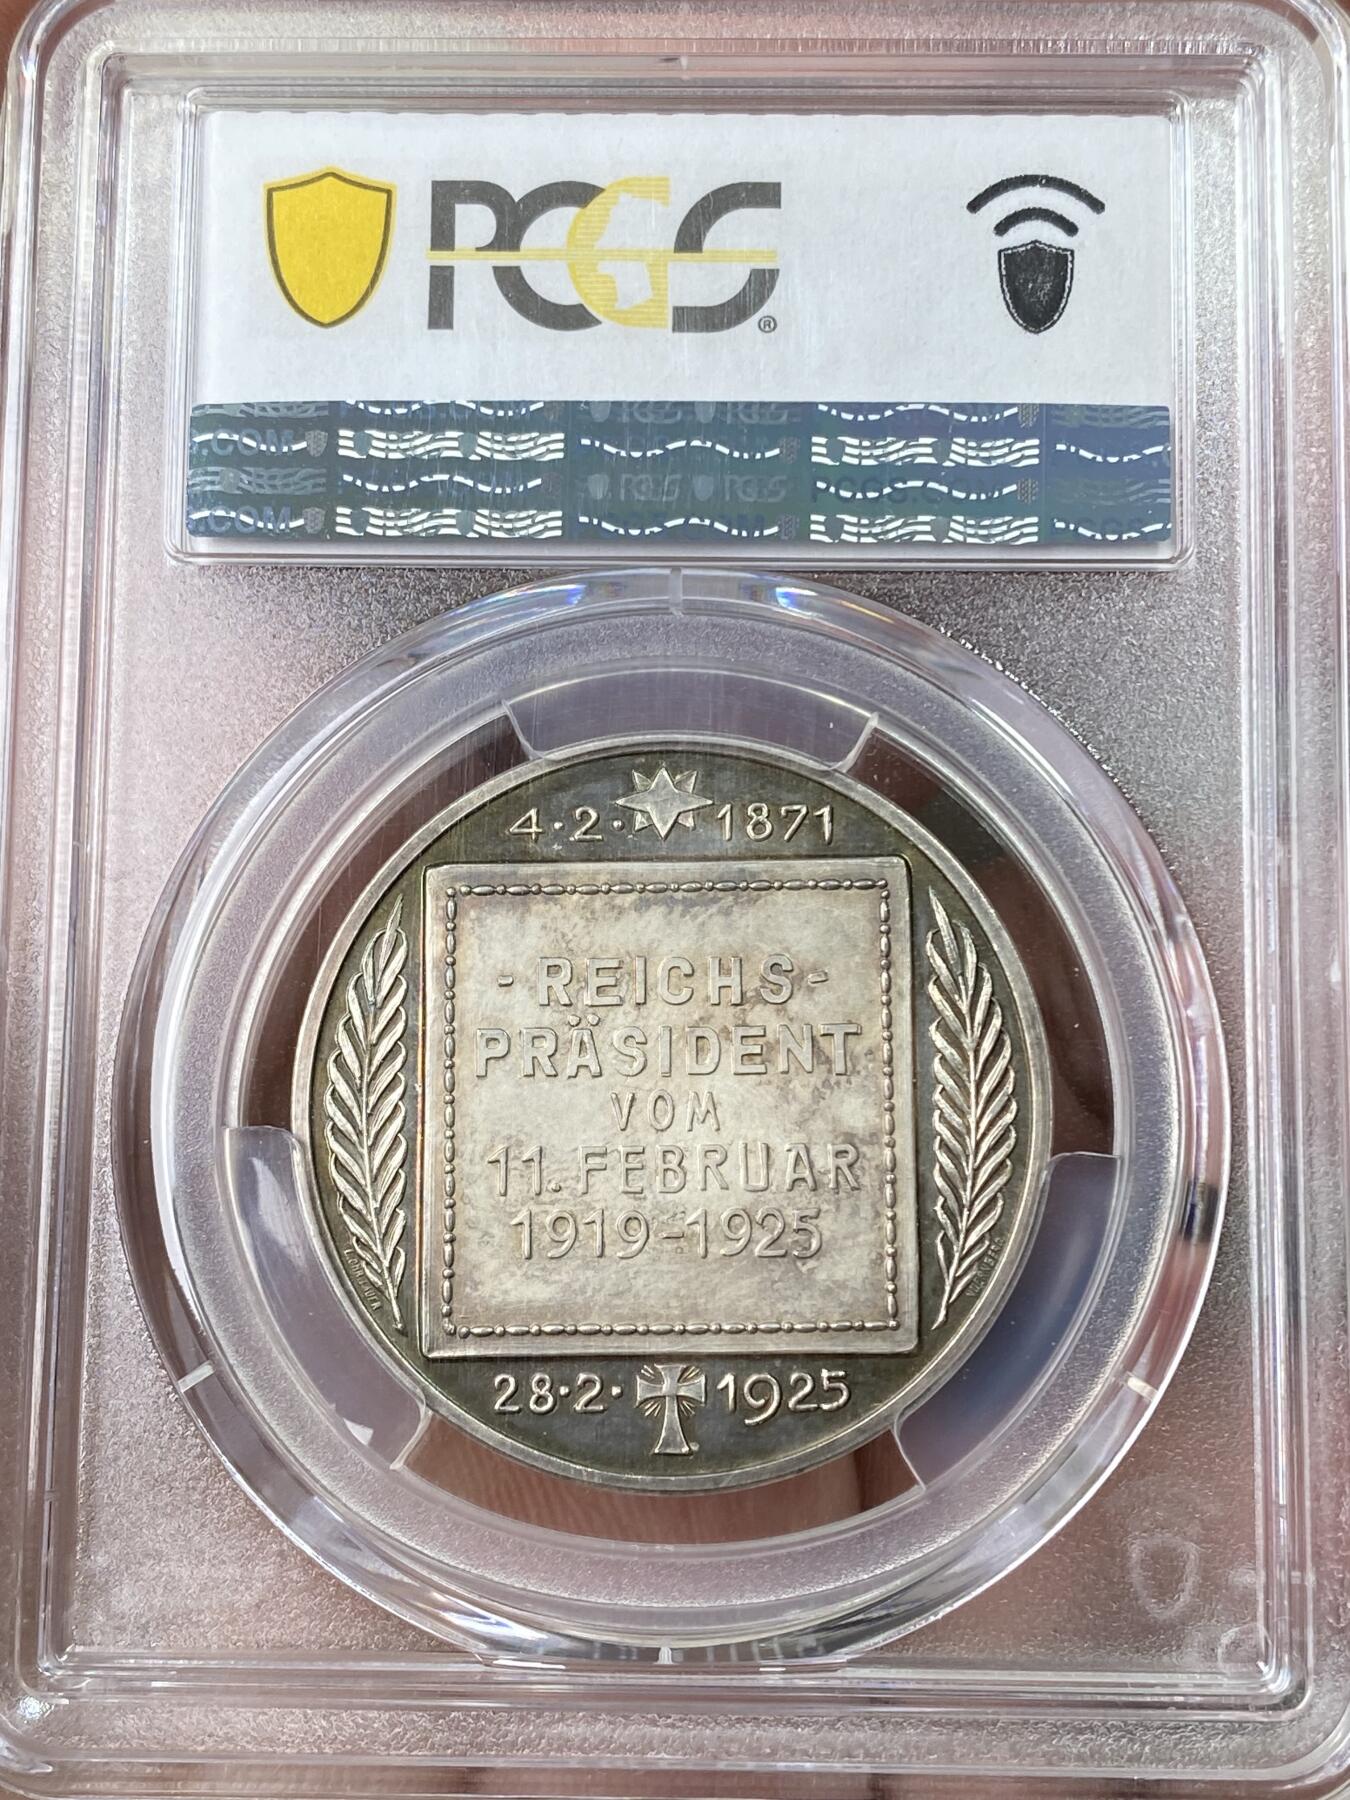 PCGS®
4·2· 1871
-REICHS-
PRÄSIDENT
VOM
11. FEBRUAR
1919-1925
28·2· 1925